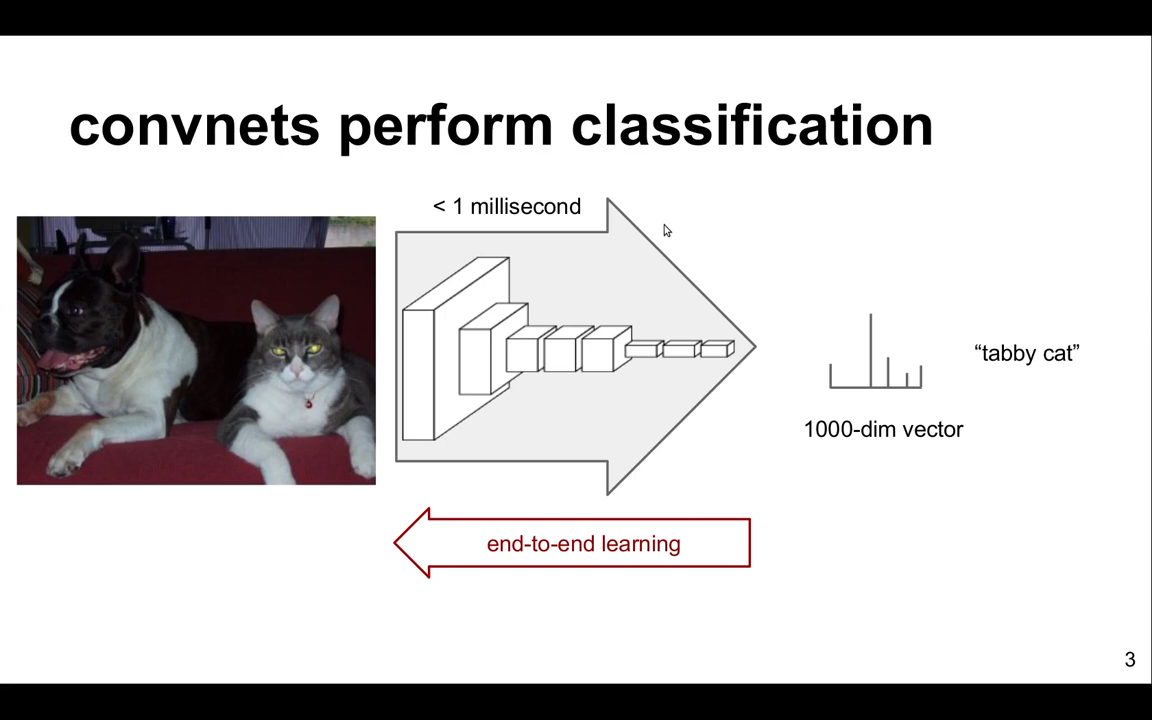 convnets perform classification
< 1 millisecond
“tabby cat”
1000-dim vector
end-to-end learning
3